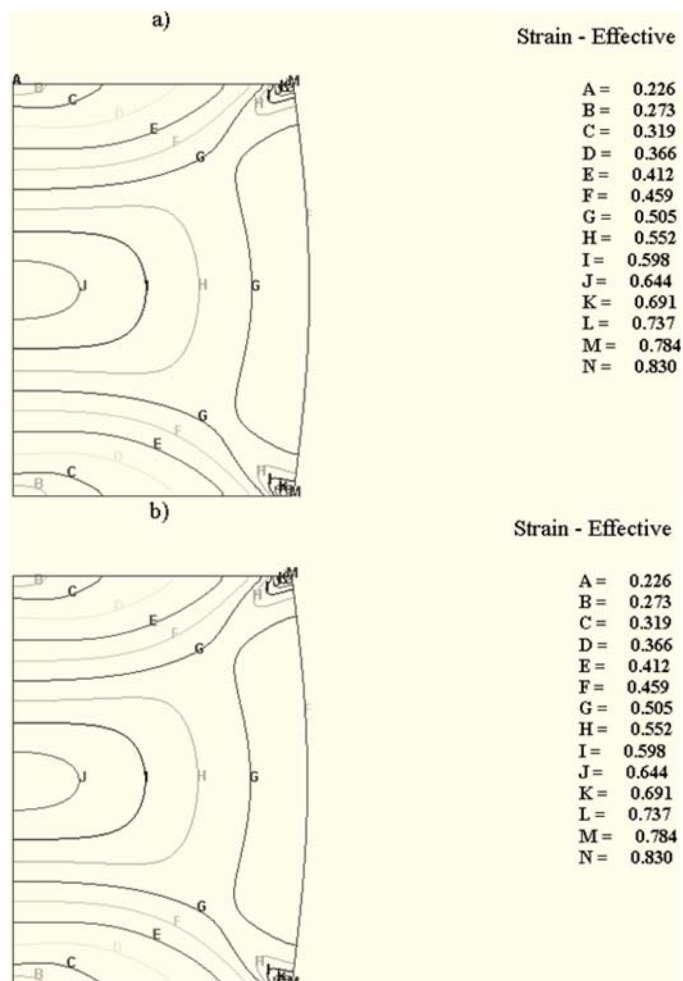 a)
Strain - Effective
A = 0.226
B = 0.273
C = 0.319
D = 0.366
E = 0.412
F = 0.459
G = 0.505
H = 0.552
I = 0.598
J = 0.644
K = 0.691
L = 0.737
M = 0.784
N = 0.830
A
B
C
D
E
F
G
H
I
K
M
F
J
I
H
G
G
F
E
D
C
B
H
I
K
M
b)
Strain - Effective
A = 0.226
B = 0.273
C = 0.319
D = 0.366
E = 0.412
F = 0.459
G = 0.505
H = 0.552
I = 0.598
J = 0.644
K = 0.691
L = 0.737
M = 0.784
N = 0.830
B
C
D
E
F
G
H
I
K
M
F
J
I
H
G
G
F
E
D
C
B
H
I
K
M